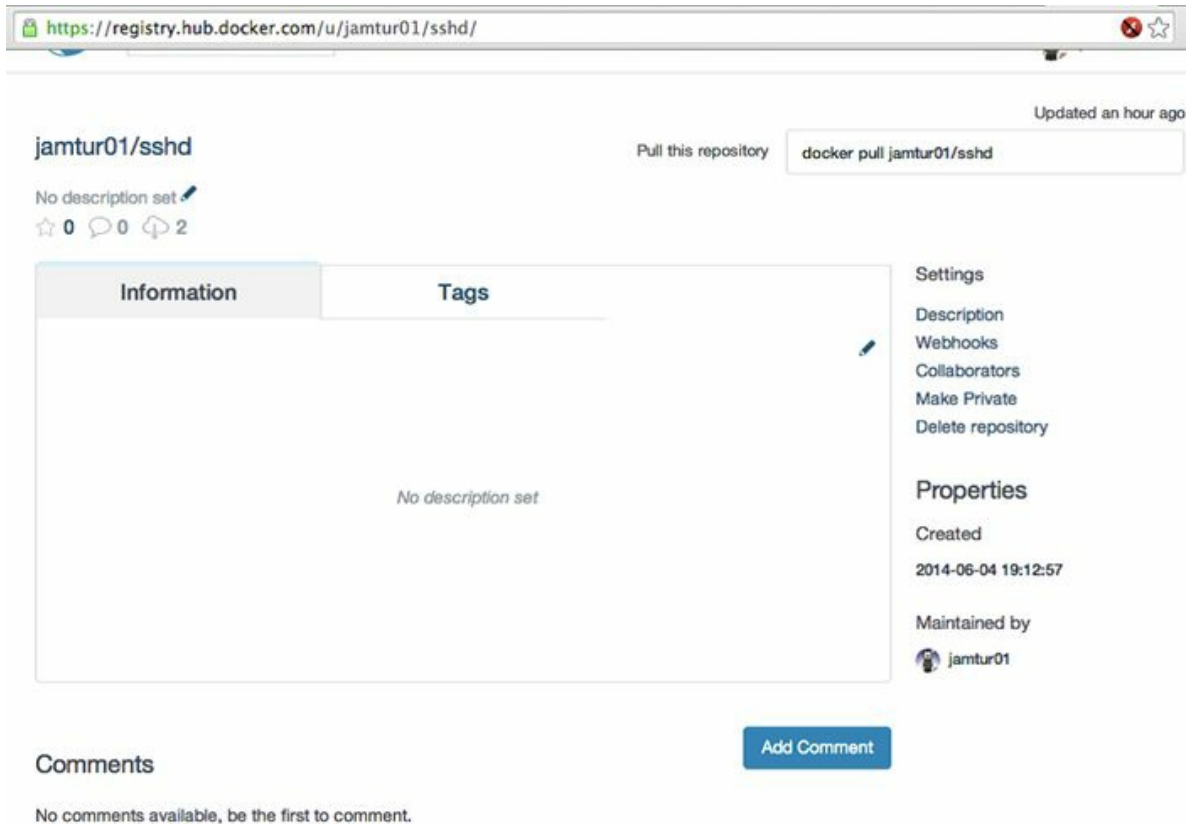 https://registry.hub.docker.com/u/jamtur01/sshd/
Updated an hour ago
jamtur01/sshd
Pull this repository
docker pull jamtur01/sshd
No description set
0 0 2
Information
Tags
No description set
Settings
Description
Webhooks
Collaborators
Make Private
Delete repository
Properties
Created
2014-06-04 19:12:57
Maintained by
jamtur01
Add Comment
Comments
No comments available, be the first to comment.